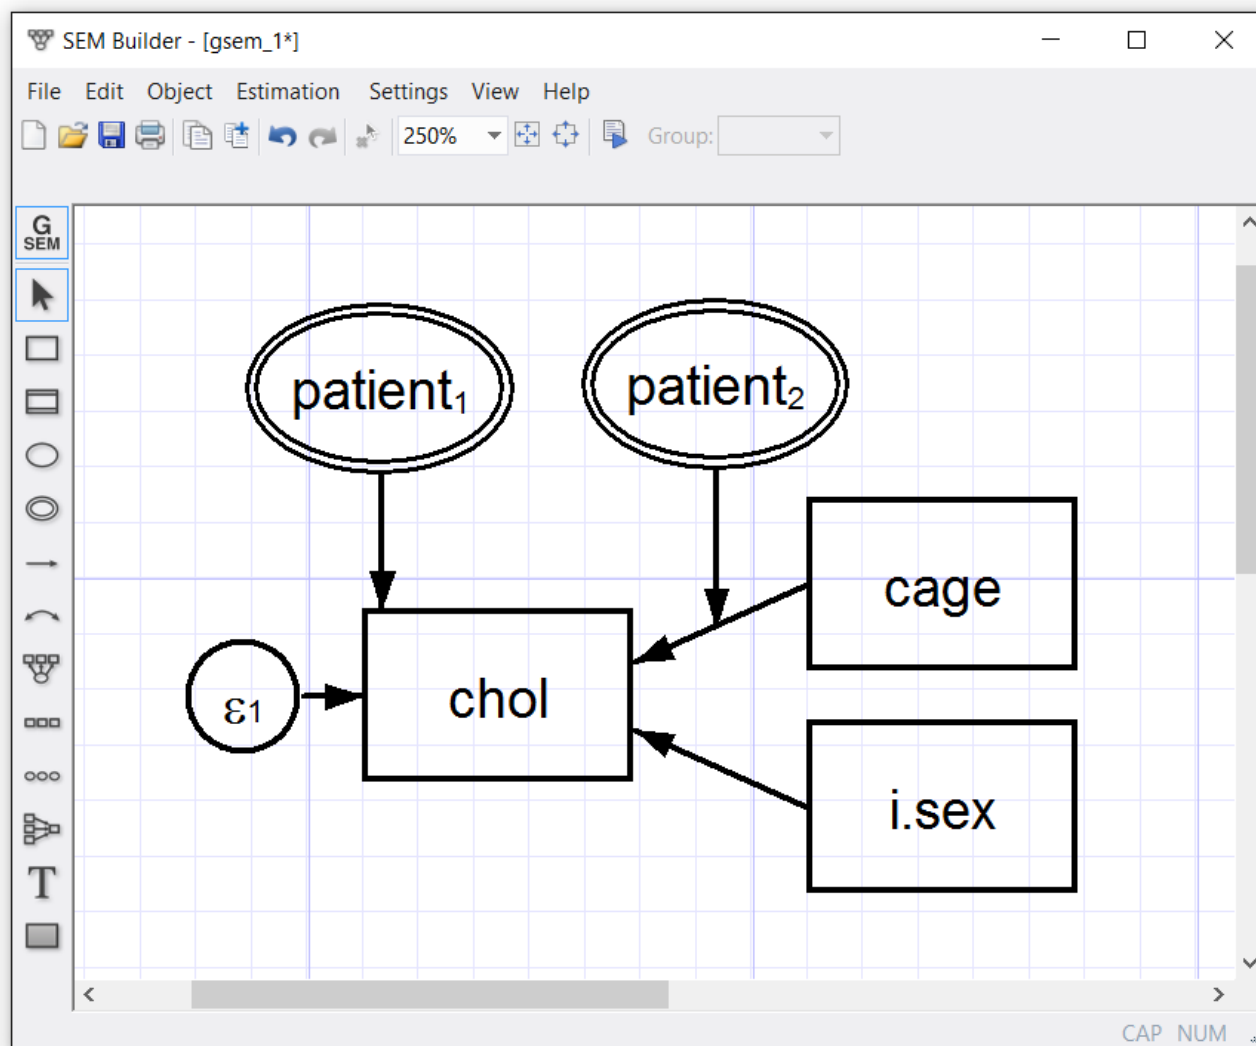 SEM Builder - [gsem_1*]
File Edit Object Estimation Settings View Help
250% Group:
G
SEM
patient₁ patient₂
cage
ε1 chol
i.sex
T
CAP NUM